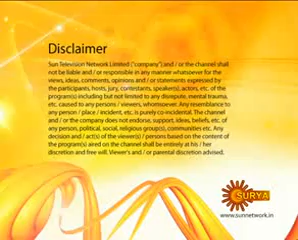 Disclaimer
Sun Television Network Limited ("company") and / or the channel shall
not be liable and / or responsible in any manner whatsoever for the
views, ideas, comments, opinions and / or statements expressed by
the participants, hosts, jury, contestants, speaker(s), actors, etc. of the
program(s) including but not limited to any disrepute, mental trauma,
etc. caused to any persons / viewers, whomsoever. Any resemblance to
any person / place / incident, etc. is purely co-incidental. The channel
and / or the company does not endorse, support, ideas, beliefs, etc. of
any person, political, social, religious group(s), communities etc. Any
decision and / act(s) of the viewer(s) / persons based on the content of
the program(s) aired on the channel shall be entirely at his / her
discretion and free will. Viewer's and / or parental discretion advised.
SURYA
www.sunnetwork.in